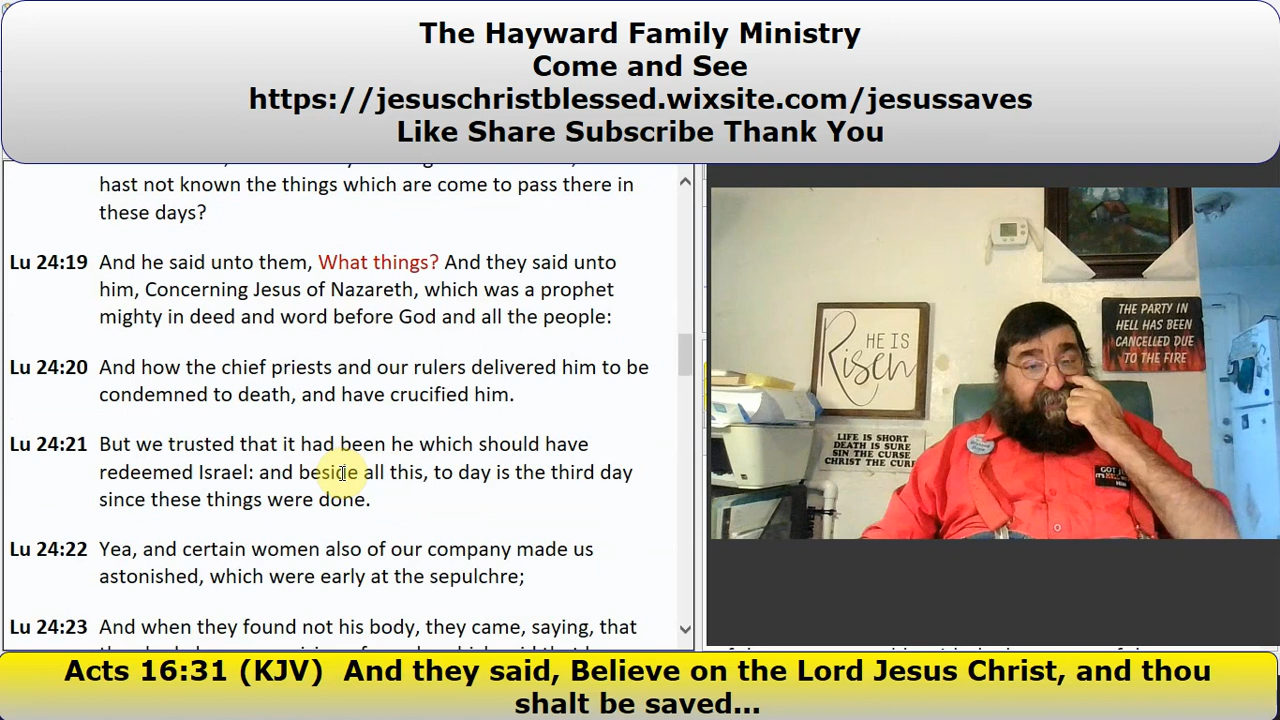 The Hayward Family Ministry
Come and See
https://jesuschristblessed.wixsite.com/jesussaves
Like Share Subscribe Thank You
hast not known the things which are come to pass there in
these days?
Lu 24:19 And he said unto them, What things? And they said unto
him, Concerning Jesus of Nazareth, which was a prophet
mighty in deed and word before God and all the people:
Lu 24:20 And how the chief priests and our rulers delivered him to be
condemned to death, and have crucified him.
Lu 24:21 But we trusted that it had been he which should have
redeemed Israel: and beside all this, to day is the third day
since these things were done.
Lu 24:22 Yea, and certain women also of our company made us
astonished, which were early at the sepulchre;
Lu 24:23 And when they found not his body, they came, saying, that
HE IS
Risen
THE PARTY IN
HELL HAS BEEN
CANCELLED DUE
TO THE FIRE
LIFE IS SHORT
DEATH IS SURE
SIN THE CURSE
CHRIST THE CURE
GOT
Acts 16:31 (KJV) And they said, Believe on the Lord Jesus Christ, and thou
shalt be saved...